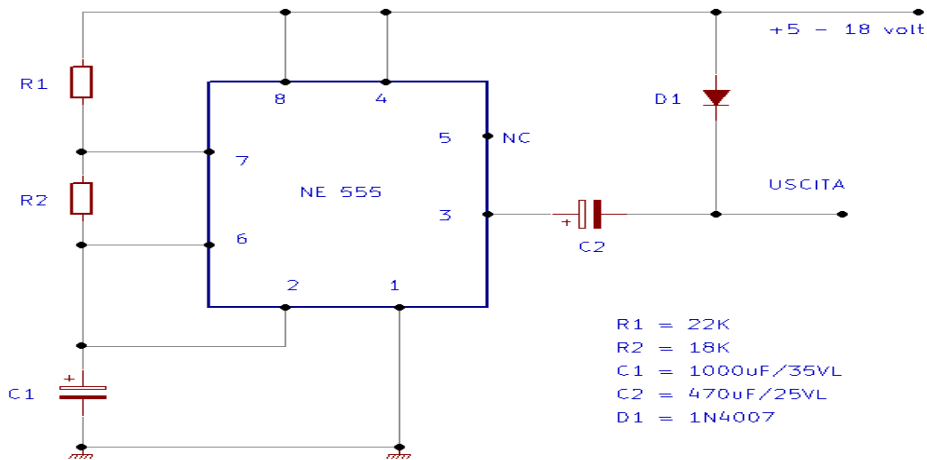 +5 - 18 volt
R1
8
4
D1
5
NC
7
NE 555
USCITA
R2
3
6
+
C2
2
1
R1 = 22K
R2 = 18K
+
C1
C1 = 1000uF/35VL
C2 = 470uF/25VL
D1 = 1N4007